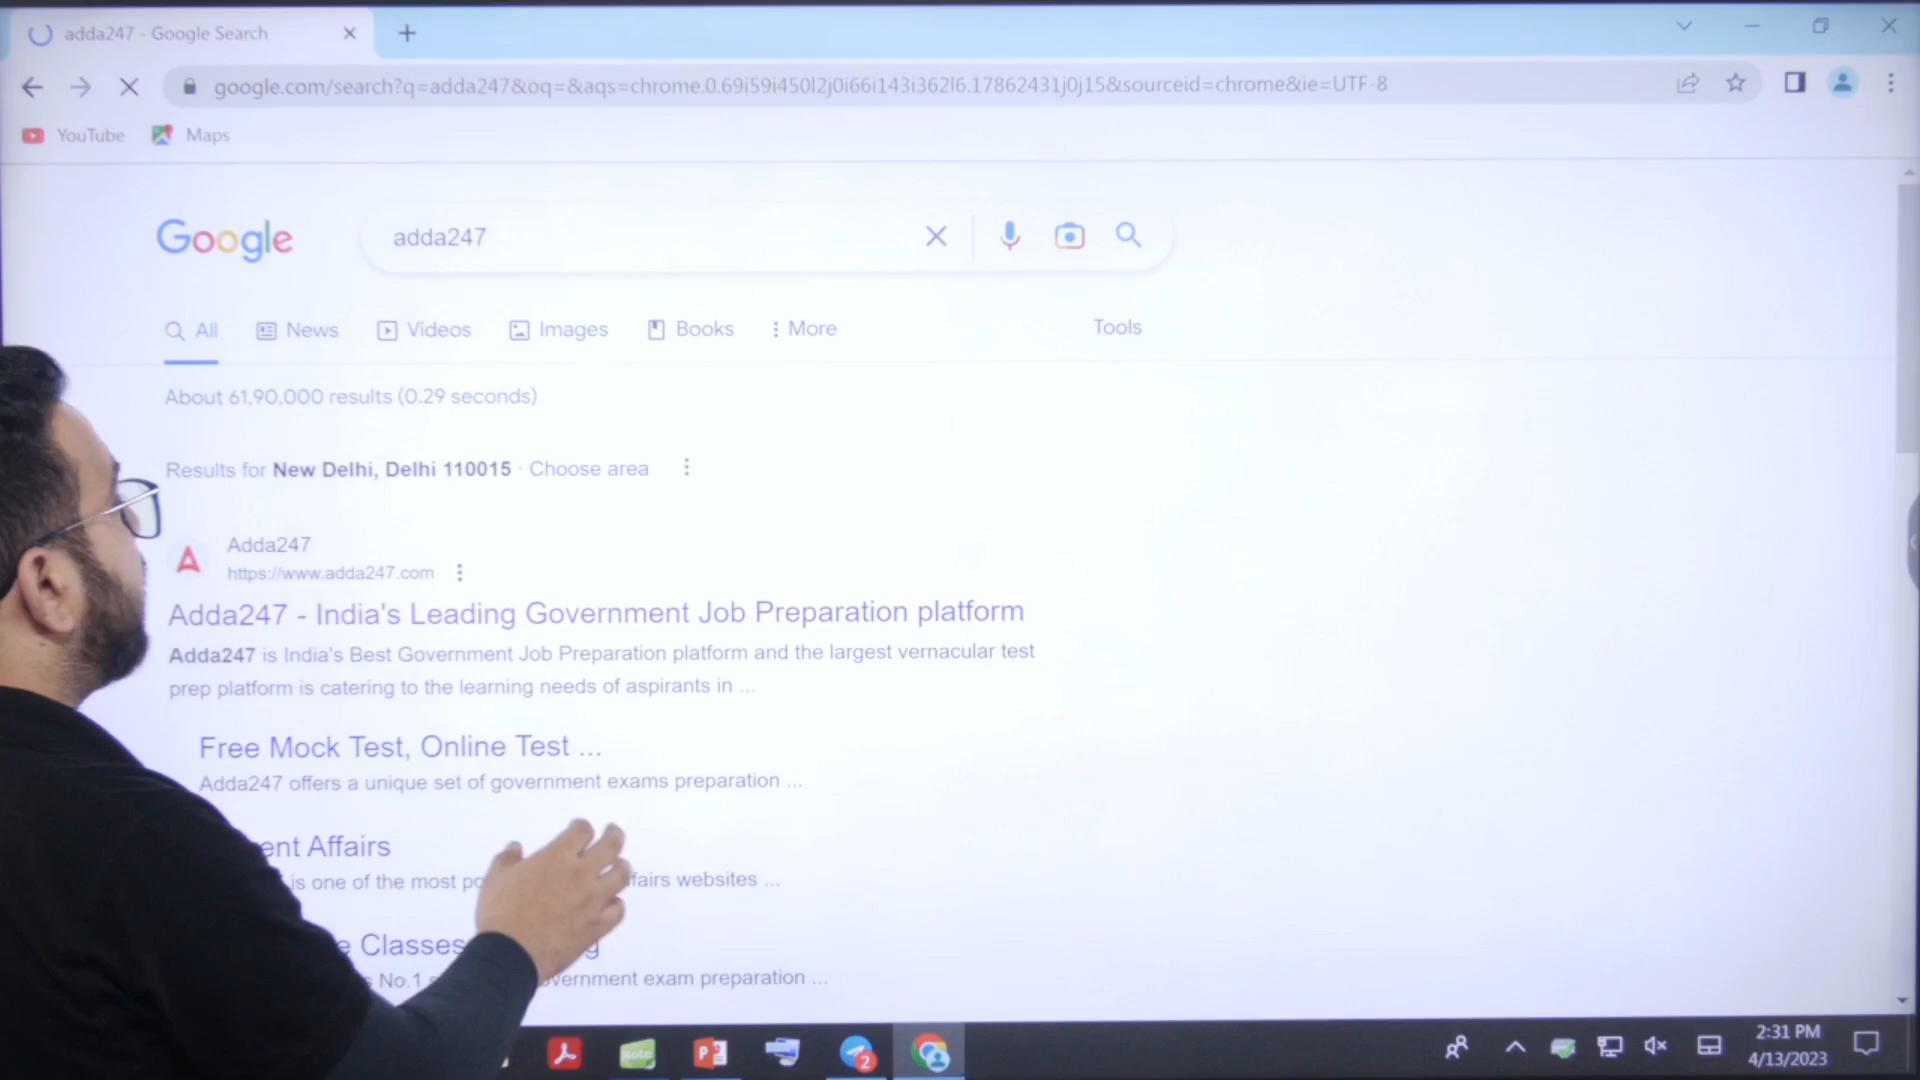 adda247 - Google Search
google.com/search?q=adda247&oq=&aqs=chrome.0.69i59i450l2j0i66i143i362l6.17862431j0j15&sourceid=chrome&ie=UTF-8
YouTube Maps
Google adda247
All News Videos Images Books More Tools
About 61,90,000 results (0.29 seconds)
Results for New Delhi, Delhi 110015 · Choose area
Adda247
https://www.adda247.com
Adda247 - India's Leading Government Job Preparation platform
Adda247 is India's Best Government Job Preparation platform and the largest vernacular test
prep platform is catering to the learning needs of aspirants in ...
Free Mock Test, Online Test ...
Adda247 offers a unique set of government exams preparation ...
Affairs
is one of the most websites ...
Classes
No.1 exam preparation ...
2:31 PM
4/13/2023
Note
2